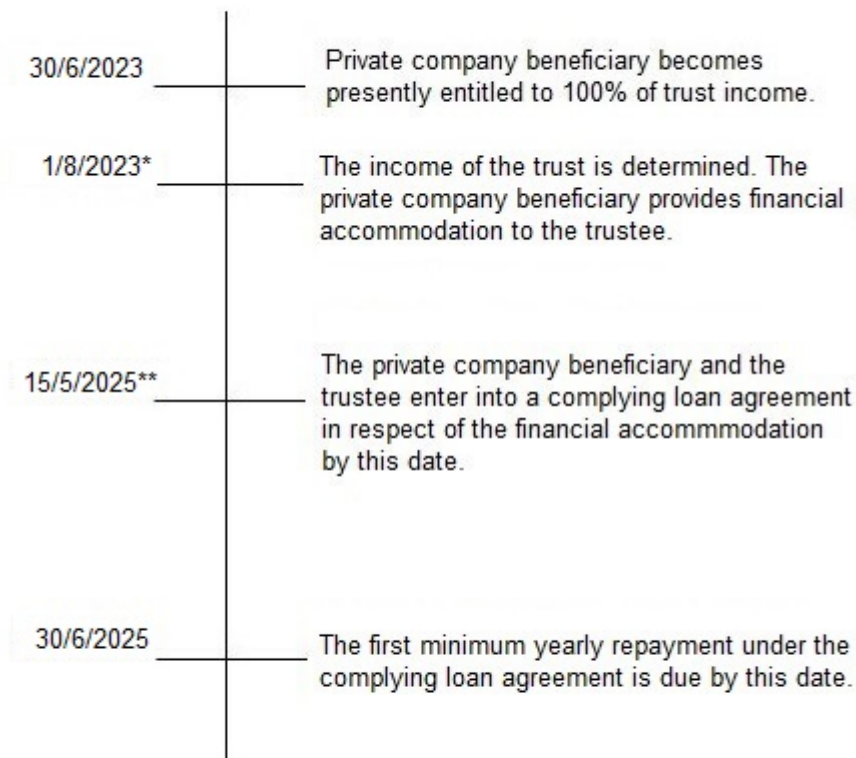 30/6/2023
Private company beneficiary becomes
presently entitled to 100% of trust income.
1/8/2023*
The income of the trust is determined. The
private company beneficiary provides financial
accommodation to the trustee.
15/5/2025**
The private company beneficiary and the
trustee enter into a complying loan agreement
in respect of the financial accommmodation
by this date.
30/6/2025
The first minimum yearly repayment under the
complying loan agreement is due by this date.